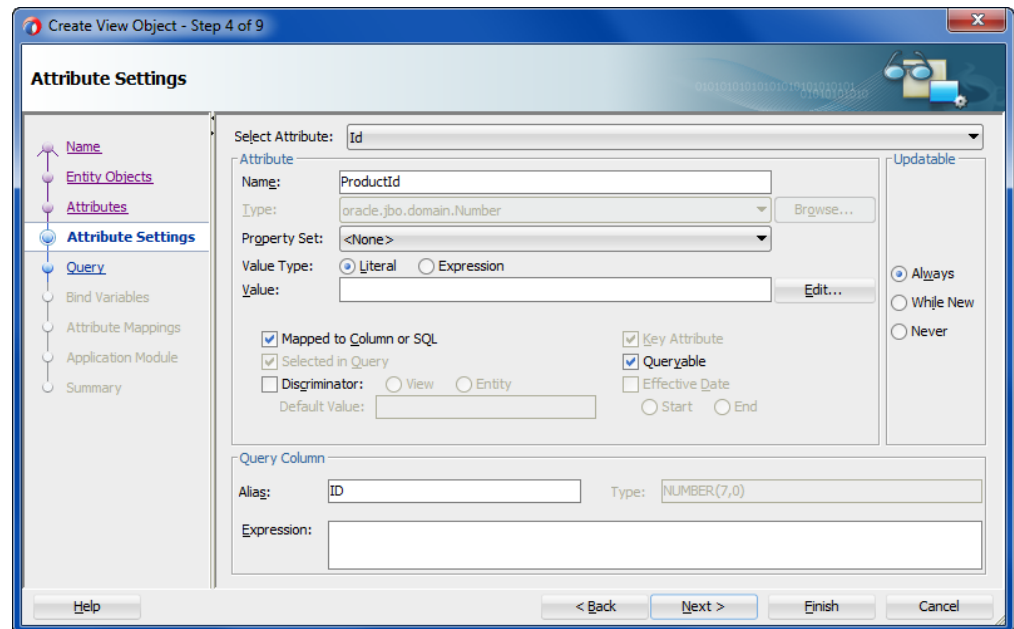 Create View Object - Step 4 of 9
Attribute Settings
Name
Entity Objects
Attributes
Attribute Settings
Query
Bind Variables
Attribute Mappings
Application Module
Summary
Select Attribute: Id
Attribute
Name: ProductId
Type: oracle.jbo.domain.Number Browse...
Property Set: <None>
Value Type: Literal Expression
Value: Edit...
Mapped to Column or SQL Key Attribute
Selected in Query Queryable
Discriminator: View Entity Effective Date
Default Value: Start End
Updatable
Always
While New
Never
Query Column
Alias: ID Type: NUMBER(7,0)
Expression:
Help < Back Next > Finish Cancel